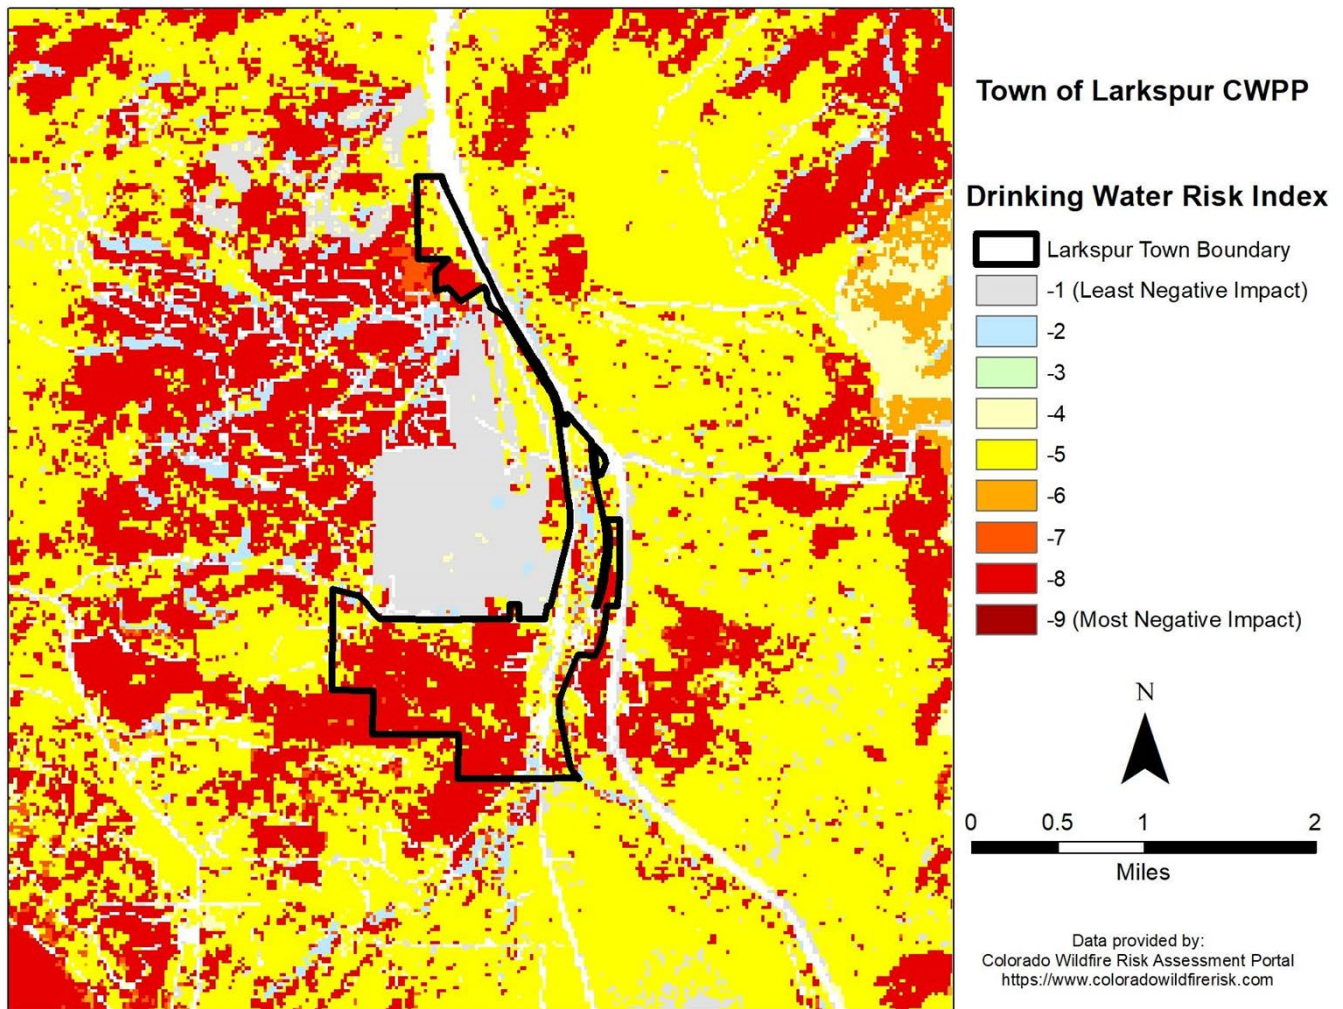 Town of Larkspur CWPP
Drinking Water Risk Index
Larkspur Town Boundary
-1 (Least Negative Impact)
-2
-3
-4
-5
-6
-7
-8
-9 (Most Negative Impact)
N
0 0.5 1 2
Miles
Data provided by:
Colorado Wildfire Risk Assessment Portal
https://www.coloradowildfirerisk.com